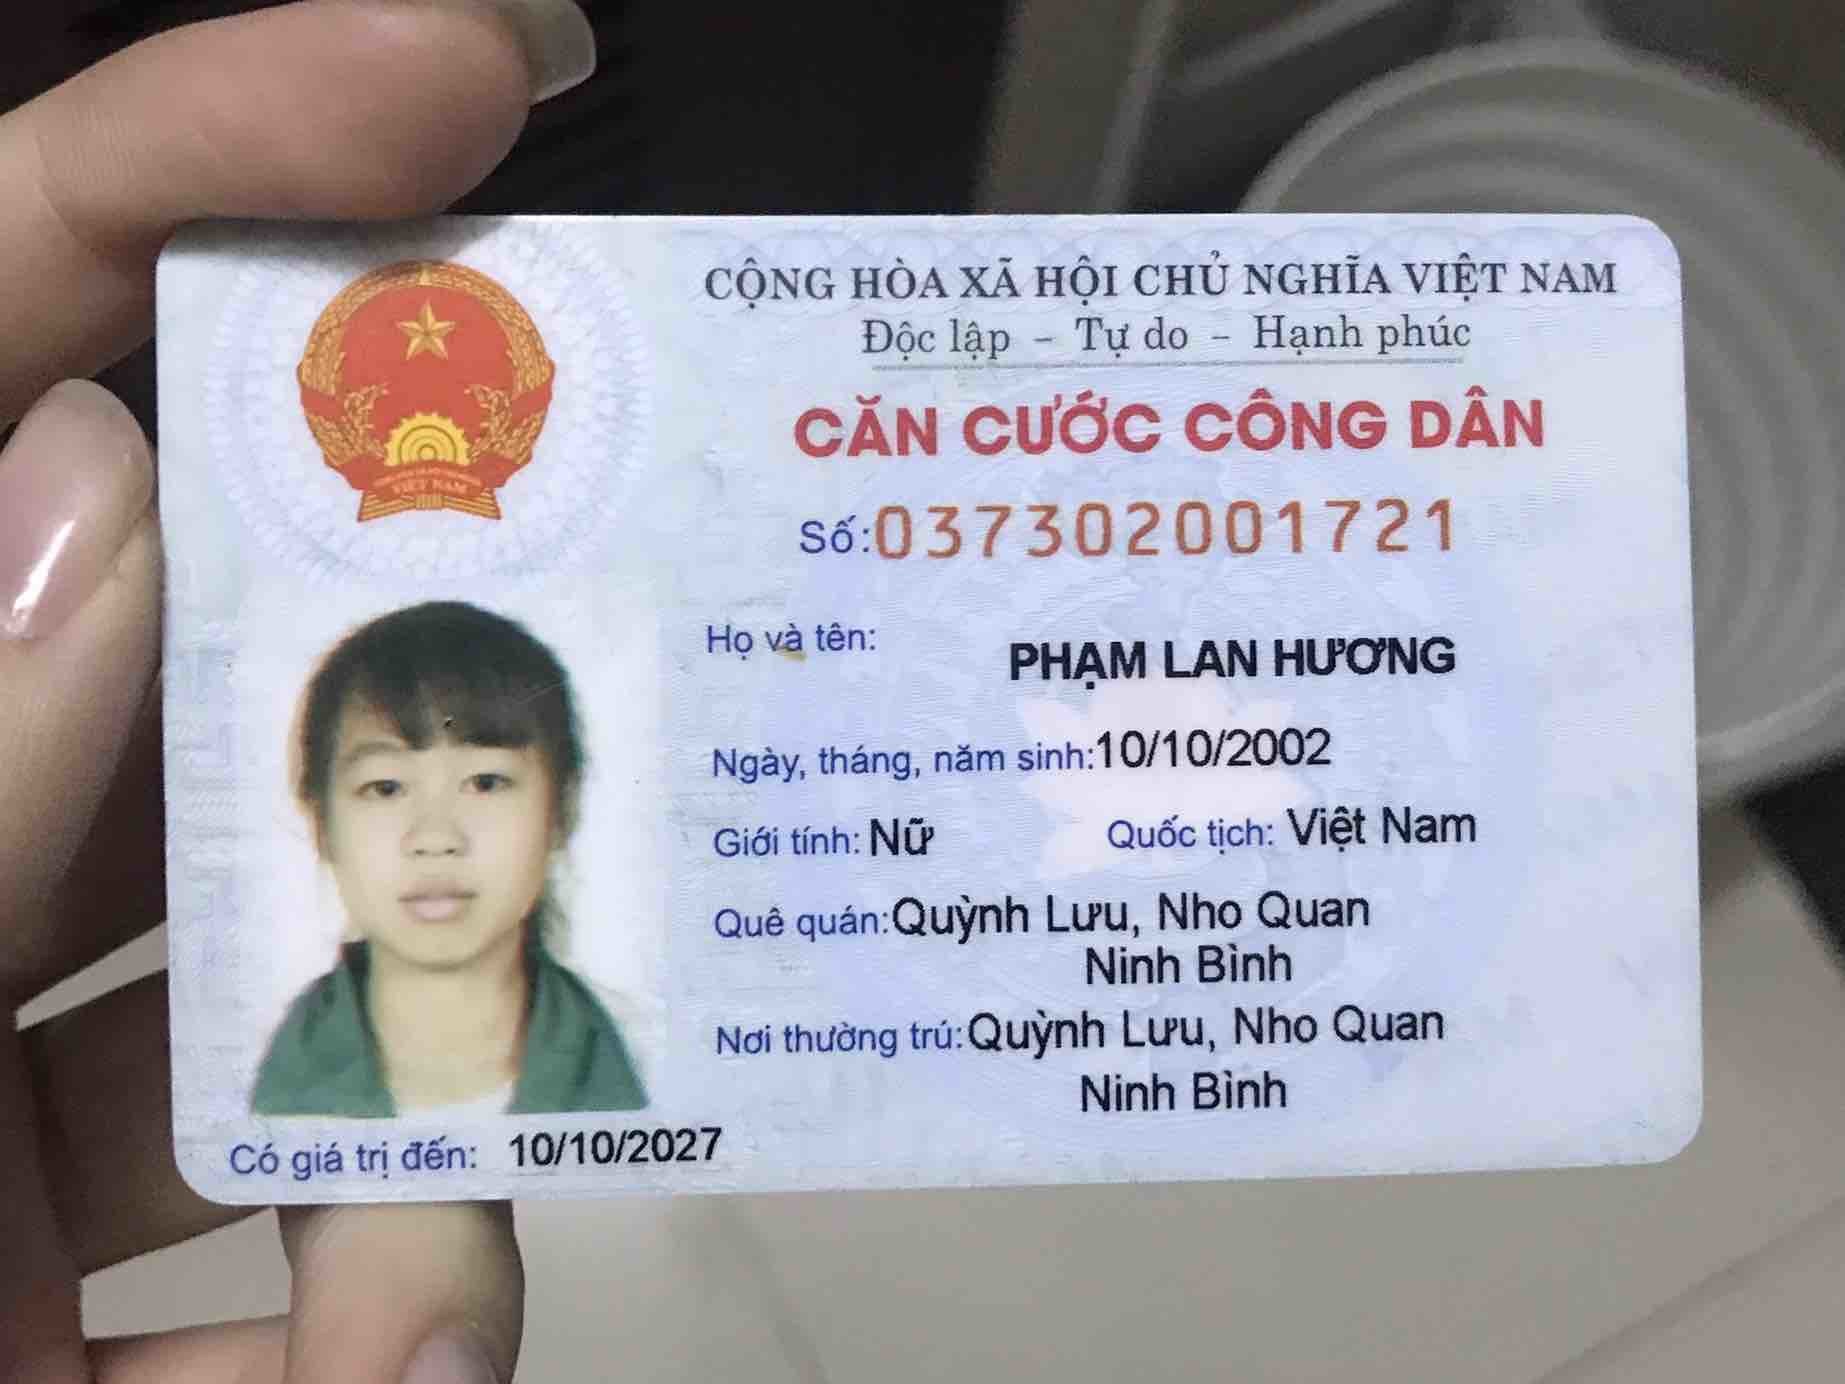 CỘNG HÒA XÃ HỘI CHỦ NGHĨA VIỆT NAM
Độc lập - Tự do - Hạnh phúc
CĂN CƯỚC CÔNG DÂN
Số: 037302001721
Họ và tên: PHẠM LAN HƯƠNG
Ngày, tháng, năm sinh: 10/10/2002
Giới tính: Nữ Quốc tịch: Việt Nam
Quê quán: Quỳnh Lưu, Nho Quan
Ninh Bình
Nơi thường trú: Quỳnh Lưu, Nho Quan
Ninh Bình
Có giá trị đến: 10/10/2027
VIỆT NAM